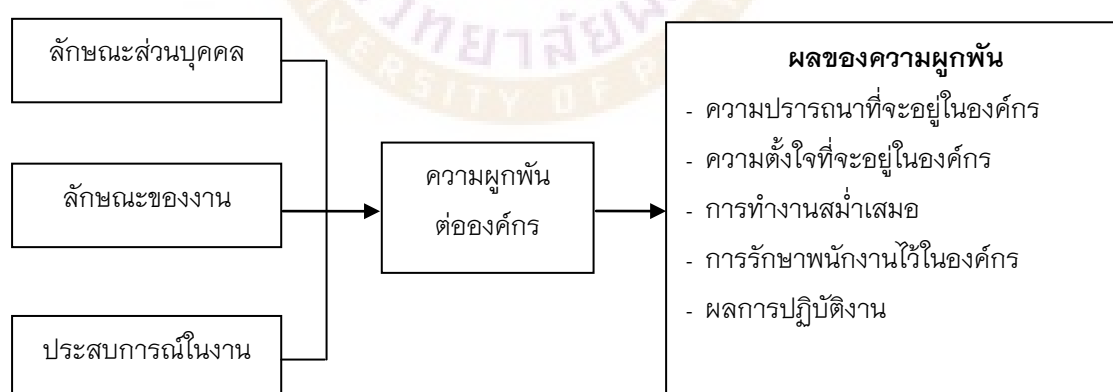 ลักษณะส่วนบุคคล
ลักษณะของงาน
ประสบการณ์ในงาน
ความผูกพัน
ต่อองค์กร
ผลของความผูกพัน
- ความปรารถนาที่จะอยู่ในองค์กร
- ความตั้งใจที่จะอยู่ในองค์กร
- การทำงานสม่ำเสมอ
- การรักษาพนักงานไว้ในองค์กร
- ผลการปฏิบัติงาน